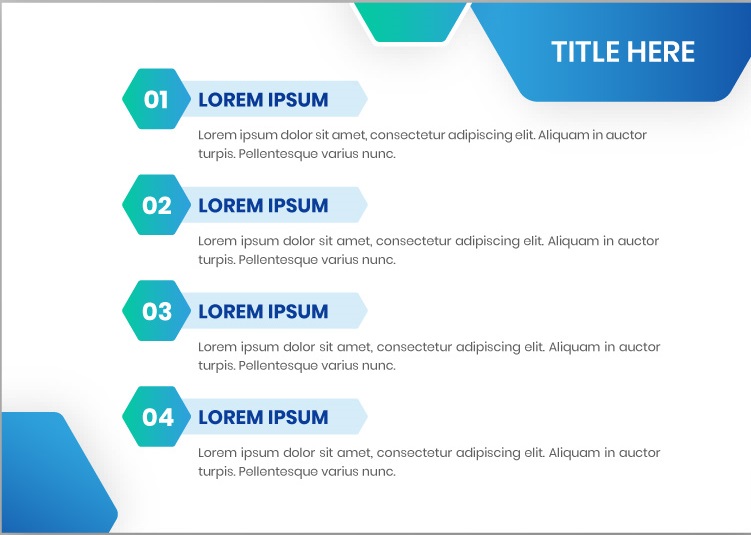 TITLE HERE
01 LOREM IPSUM
Lorem ipsum dolor sit amet, consectetur adipiscing elit. Aliquam in auctor
turpis. Pellentesque varius nunc.
02 LOREM IPSUM
Lorem ipsum dolor sit amet, consectetur adipiscing elit. Aliquam in auctor
turpis. Pellentesque varius nunc.
03 LOREM IPSUM
Lorem ipsum dolor sit amet, consectetur adipiscing elit. Aliquam in auctor
turpis. Pellentesque varius nunc.
04 LOREM IPSUM
Lorem ipsum dolor sit amet, consectetur adipiscing elit. Aliquam in auctor
turpis. Pellentesque varius nunc.